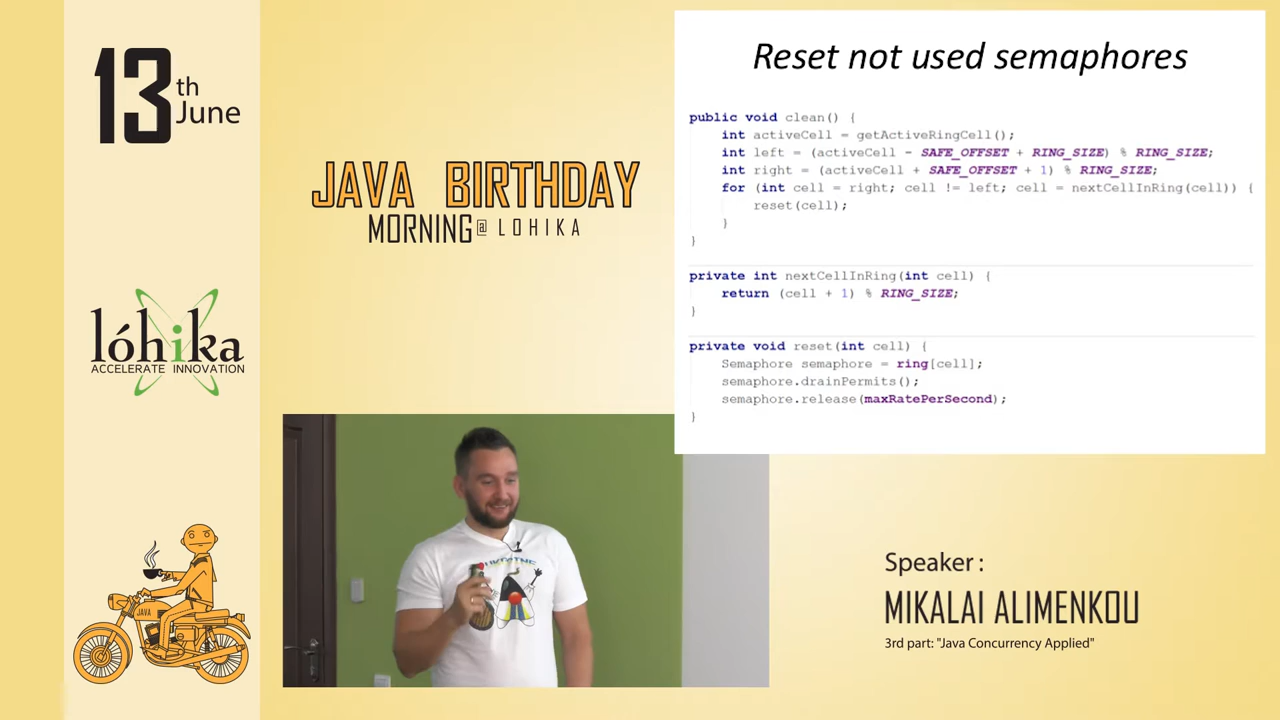 13th
June
lóhika
ACCELERATE INNOVATION
JAVA
JAVA BIRTHDAY
MORNING@LOHIKA
Reset not used semaphores
public void clean() {
    int activeCell = getActiveRingCell();
    int left = (activeCell - SAFE_OFFSET + RING_SIZE) % RING_SIZE;
    int right = (activeCell + SAFE_OFFSET + 1) % RING_SIZE;
    for (int cell = right; cell != left; cell = nextCellInRing(cell)) {
        reset(cell);
    }
}
private int nextCellInRing(int cell) {
    return (cell + 1) % RING_SIZE;
}
private void reset(int cell) {
    Semaphore semaphore = ring[cell];
    semaphore.drainPermits();
    semaphore.release(maxRatePerSecond);
}
UKRAINE
Speaker :
MIKALAI ALIMENKOU
3rd part: "Java Concurrency Applied"